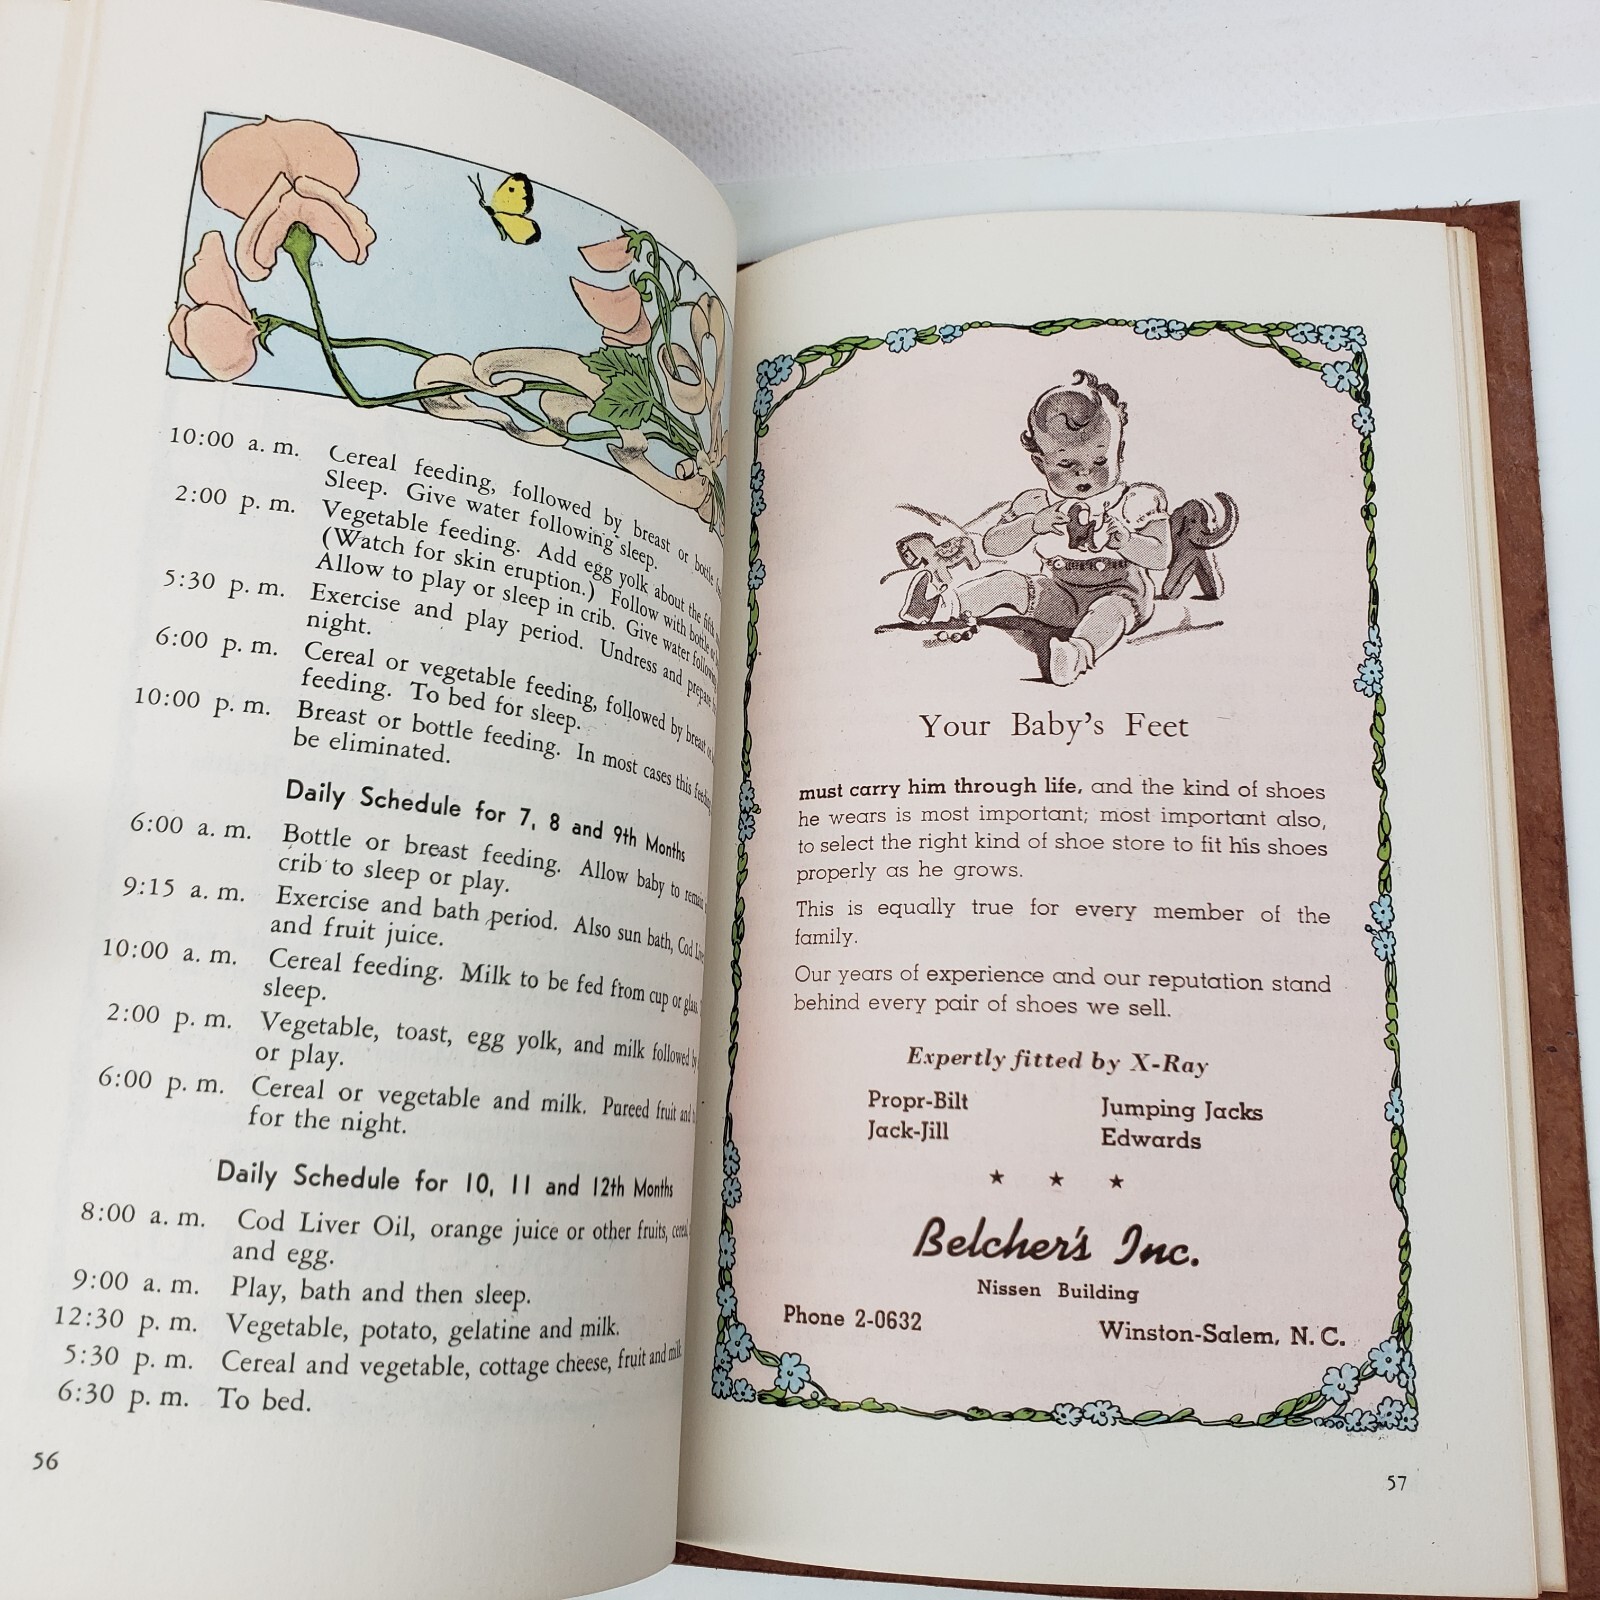 10:00 a. m. Cereal feeding, followed by breast or bottle
Sleep. Give water following sleep.
2:00 p. m. Vegetable feeding. Add egg yolk about the fifth
(Watch for skin eruption.) Follow with bottle or
Allow to play or sleep in crib. Give water following
5:30 p. m. Exercise and play period. Undress and prepare
night.
6:00 p. m. Cereal or vegetable feeding, followed by breast or
feeding. To bed for sleep.
10:00 p. m. Breast or bottle feeding. In most cases this feeding
be eliminated.
Daily Schedule for 7, 8 and 9th Months
6:00 a. m. Bottle or breast feeding. Allow baby to remain
crib to sleep or play.
9:15 a. m. Exercise and bath period. Also sun bath, Cod Liver
and fruit juice.
10:00 a. m. Cereal feeding. Milk to be fed from cup or glass
sleep.
2:00 p. m. Vegetable, toast, egg yolk, and milk followed by
or play.
6:00 p. m. Cereal or vegetable and milk. Pureed fruit and
for the night.
Daily Schedule for 10, 11 and 12th Months
8:00 a. m. Cod Liver Oil, orange juice or other fruits, cereal,
and egg.
9:00 a. m. Play, bath and then sleep.
12:30 p. m. Vegetable, potato, gelatine and milk.
5:30 p. m. Cereal and vegetable, cottage cheese, fruit and milk
6:30 p. m. To bed.
56
Your Baby's Feet
must carry him through life, and the kind of shoes
he wears is most important; most important also,
to select the right kind of shoe store to fit his shoes
properly as he grows.
This is equally true for every member of the
family.
Our years of experience and our reputation stand
behind every pair of shoes we sell.
Expertly fitted by X-Ray
Propr-Bilt Jumping Jacks
Jack-Jill Edwards
★ ★ ★
Belcher's Inc.
Nissen Building
Phone 2-0632 Winston-Salem, N. C.
57